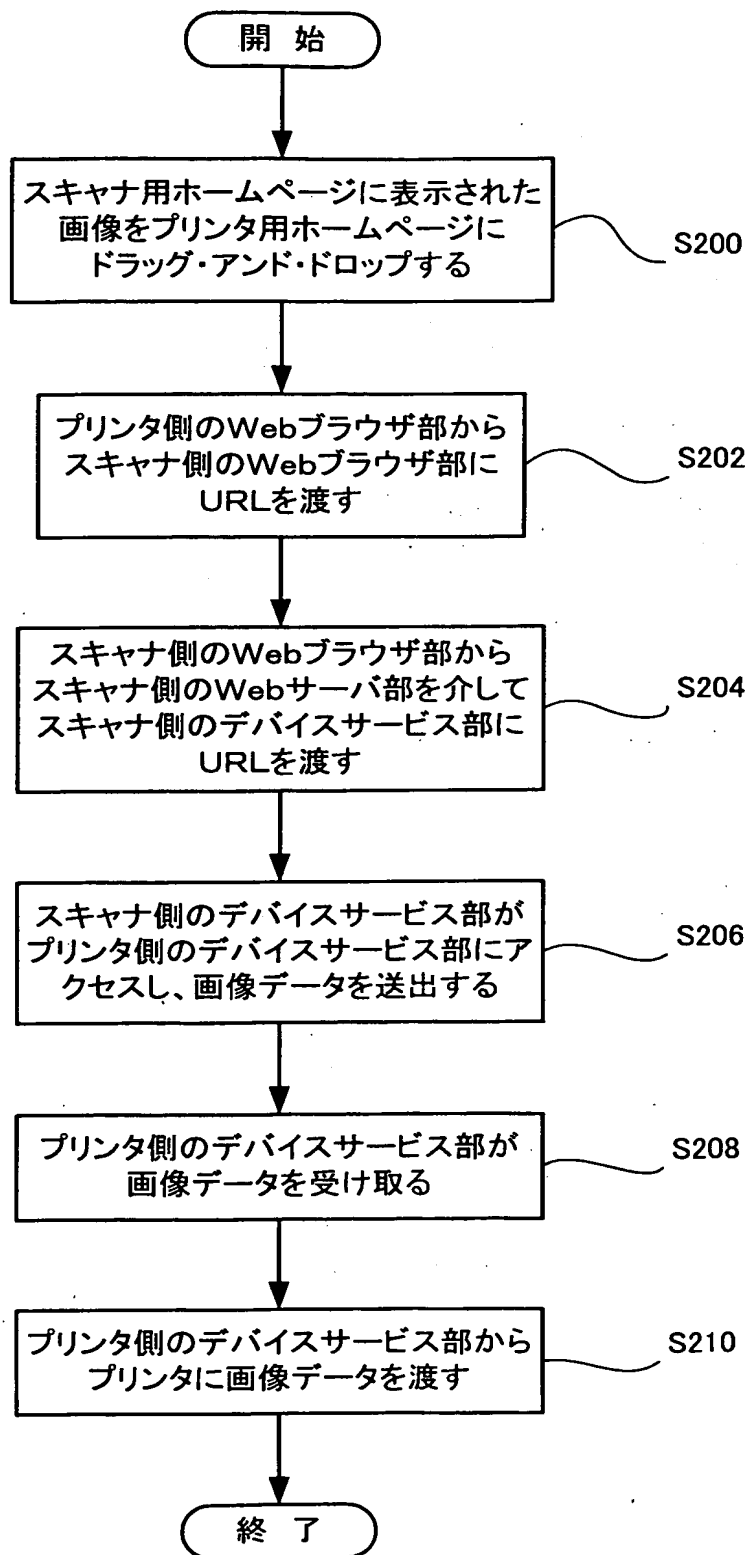 開 始
スキャナ用ホームページに表示された
画像をプリンタ用ホームページに
ドラッグ・アンド・ドロップする
S200
プリンタ側のWebブラウザ部から
スキャナ側のWebブラウザ部に
URLを渡す
S202
スキャナ側のWebブラウザ部から
スキャナ側のWebサーバ部を介して
スキャナ側のデバイスサービス部に
URLを渡す
S204
スキャナ側のデバイスサービス部が
プリンタ側のデバイスサービス部にア
クセスし、画像データを送出する
S206
プリンタ側のデバイスサービス部が
画像データを受け取る
S208
プリンタ側のデバイスサービス部から
プリンタに画像データを渡す
S210
終 了